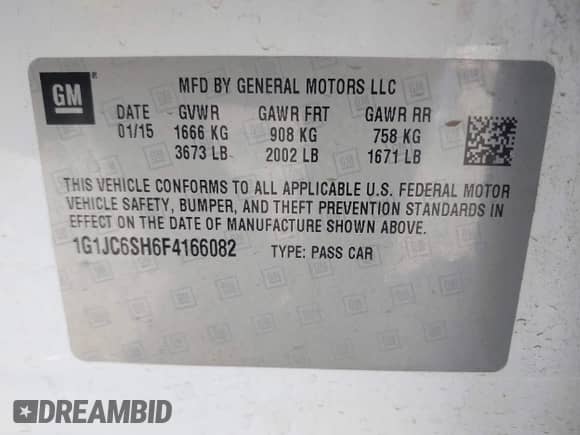 GM
MFD BY GENERAL MOTORS LLC
DATE GVWR GAWR FRT GAWR RR
01/15 1666 KG 908 KG 758 KG
3673 LB 2002 LB 1671 LB
THIS VEHICLE CONFORMS TO ALL APPLICABLE U.S. FEDERAL MOTOR
VEHICLE SAFETY, BUMPER, AND THEFT PREVENTION STANDARDS IN
EFFECT ON THE DATE OF MANUFACTURE SHOWN ABOVE.
1G1JC6SH6F4166082 TYPE: PASS CAR
DREAMBID